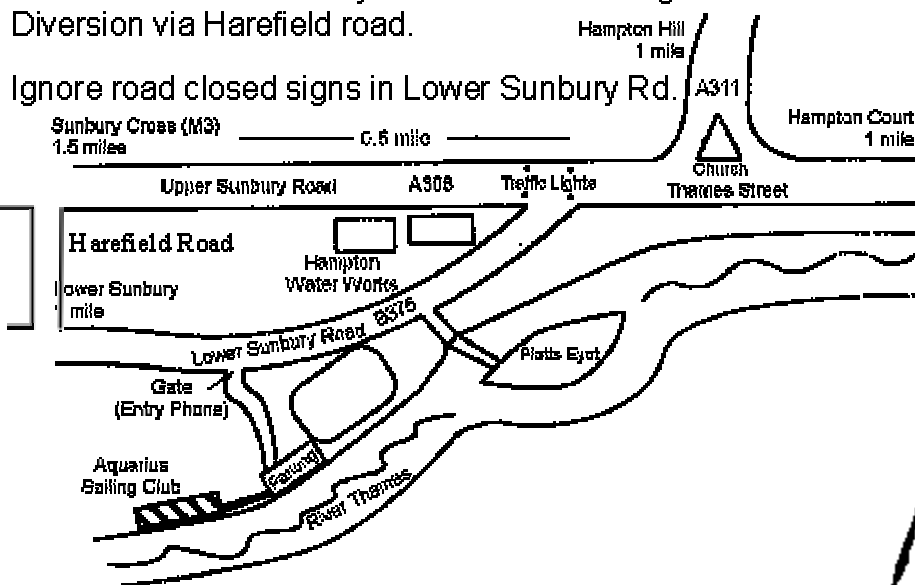 Diversion via Harefield road.
Hampton Hill
1 mile
Ignore road closed signs in Lower Sunbury Rd.
A311
Sunbury Cross (M3)
1.5 miles
0.5 mile
Hampton Court
1 mile
Church
Upper Sunbury Road
A308
Traffic Lights
Thames Street
Harefield Road
Hampton
Water Works
ower Sunbury
mile
Lower Sunbury Road B375
Platts Eyot
Gate
(Entry Phone)
Aquarius
Sailing Club
Parking
River Thames